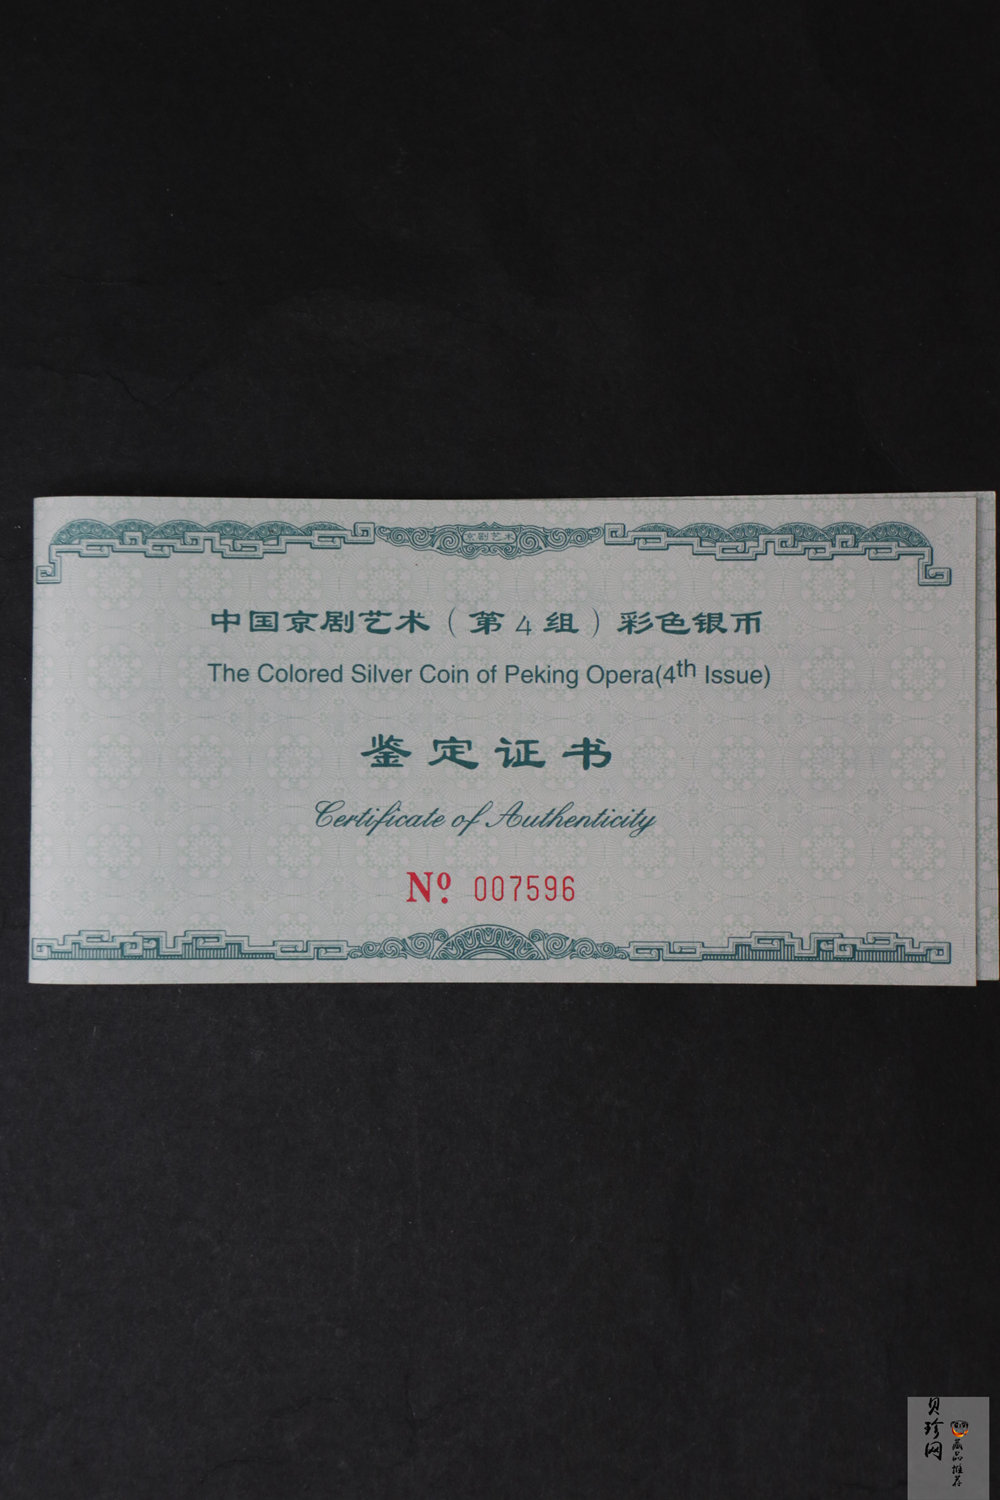 京剧艺术
中国京剧艺术(第4组)彩色银币
The Colored Silver Coin of Peking Opera(4th Issue)
鉴定证书
Certificate of Authenticity
Nº. 007596
贝珍网
藏品推荐